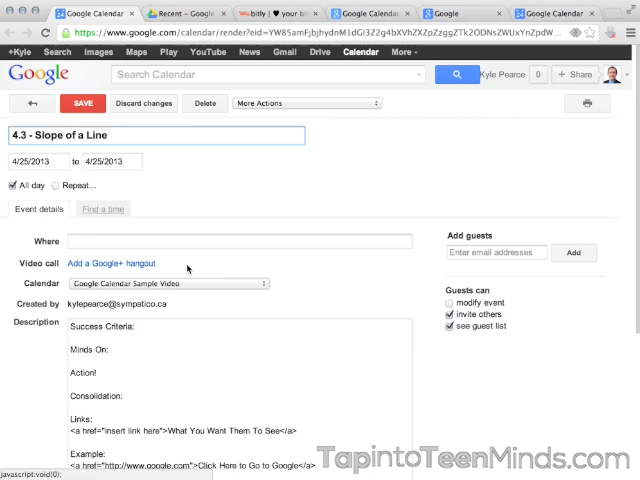 Google Calendar
Recent - Google
bitly | ♥ your bi
Google Calendar
Google
Google Calendar
https://www.google.com/calendar/render?eid=
+Kyle Search Images Maps Play YouTube News Gmail Drive Calendar More
Google
Search Calendar
Kyle Pearce
0
+ Share
SAVE
Discard changes
Delete
More Actions
4.3 - Slope of a Line
4/25/2013 to 4/25/2013
All day Repeat...
Event details
Find a time
Where
Video call Add a Google+ hangout
Calendar Google Calendar Sample Video
Created by kylepearce@sympatico.ca
Description
Success Criteria:
Minds On:
Action!
Consolidation:
Links:
<a href="insert link here">What You Want Them To See</a>
Example:
<a href="http://www.google.com">Click Here to Go to Google</a>
Add guests
Enter email addresses
Add
Guests can
modify event
invite others
see guest list
TapintoTeenMinds.com
javascript:void(0);